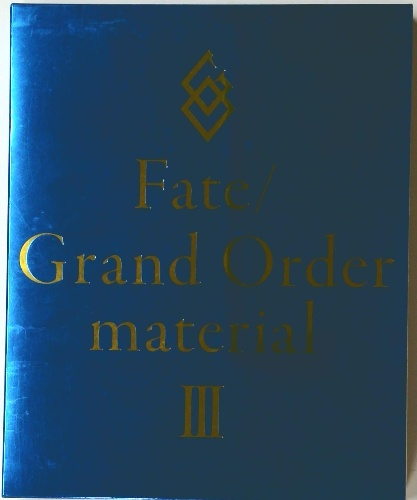 Fate/
Grand Order
material
III